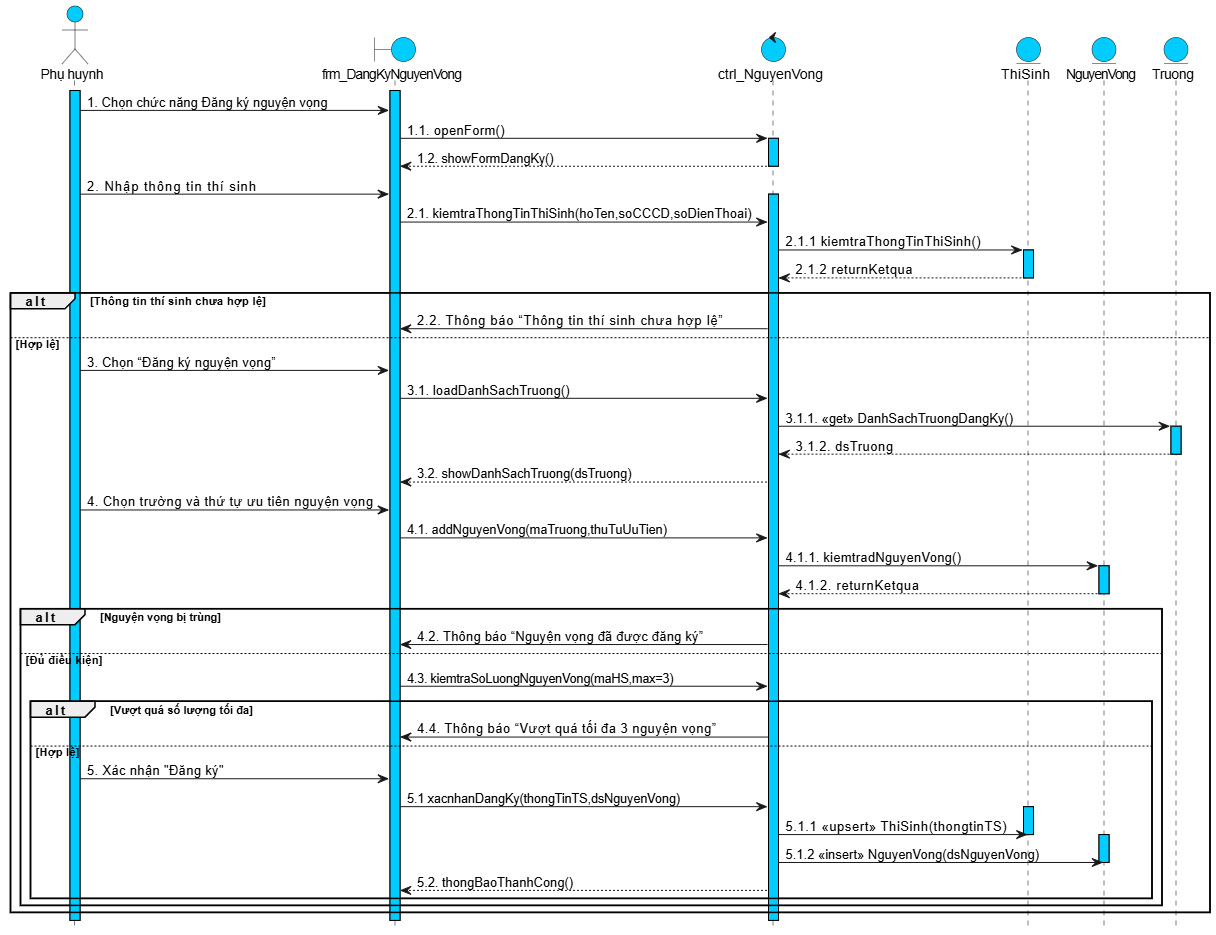 Phụ huynh
frm_DangKyNguyenVong
ctrl_NguyenVong
ThiSinh
NguyenVong
Truong
1. Chọn chức năng Đăng ký nguyện vọng
1.1. openForm()
1.2. showFormDangKy()
2. Nhập thông tin thí sinh
2.1. kiemtraThongTinThiSinh(hoTen,soCCCD,soDienThoai)
2.1.1 kiemtraThongTinThiSinh()
2.1.2 returnKetqua
alt [Thông tin thí sinh chưa hợp lệ]
2.2. Thông báo “Thông tin thí sinh chưa hợp lệ”
[Hợp lệ]
3. Chọn “Đăng ký nguyện vọng”
3.1. loadDanhSachTruong()
3.1.1. «get» DanhSachTruongDangKy()
3.1.2. dsTruong
3.2. showDanhSachTruong(dsTruong)
4. Chọn trường và thứ tự ưu tiên nguyện vọng
4.1. addNguyenVong(maTruong,thuTuUuTien)
4.1.1. kiemtradNguyenVong()
4.1.2. returnKetqua
alt [Nguyện vọng bị trùng]
4.2. Thông báo “Nguyện vọng đã được đăng ký”
[Đủ điều kiện]
4.3. kiemtraSoLuongNguyenVong(maHS,max=3)
alt [Vượt quá số lượng tối đa]
4.4. Thông báo “Vượt quá tối đa 3 nguyện vọng”
[Hợp lệ]
5. Xác nhận "Đăng ký"
5.1 xacnhanDangKy(thongTinTS,dsNguyenVong)
5.1.1 «upsert» ThiSinh(thongtinTS)
5.1.2 «insert» NguyenVong(dsNguyenVong)
5.2. thongBaoThanhCong()